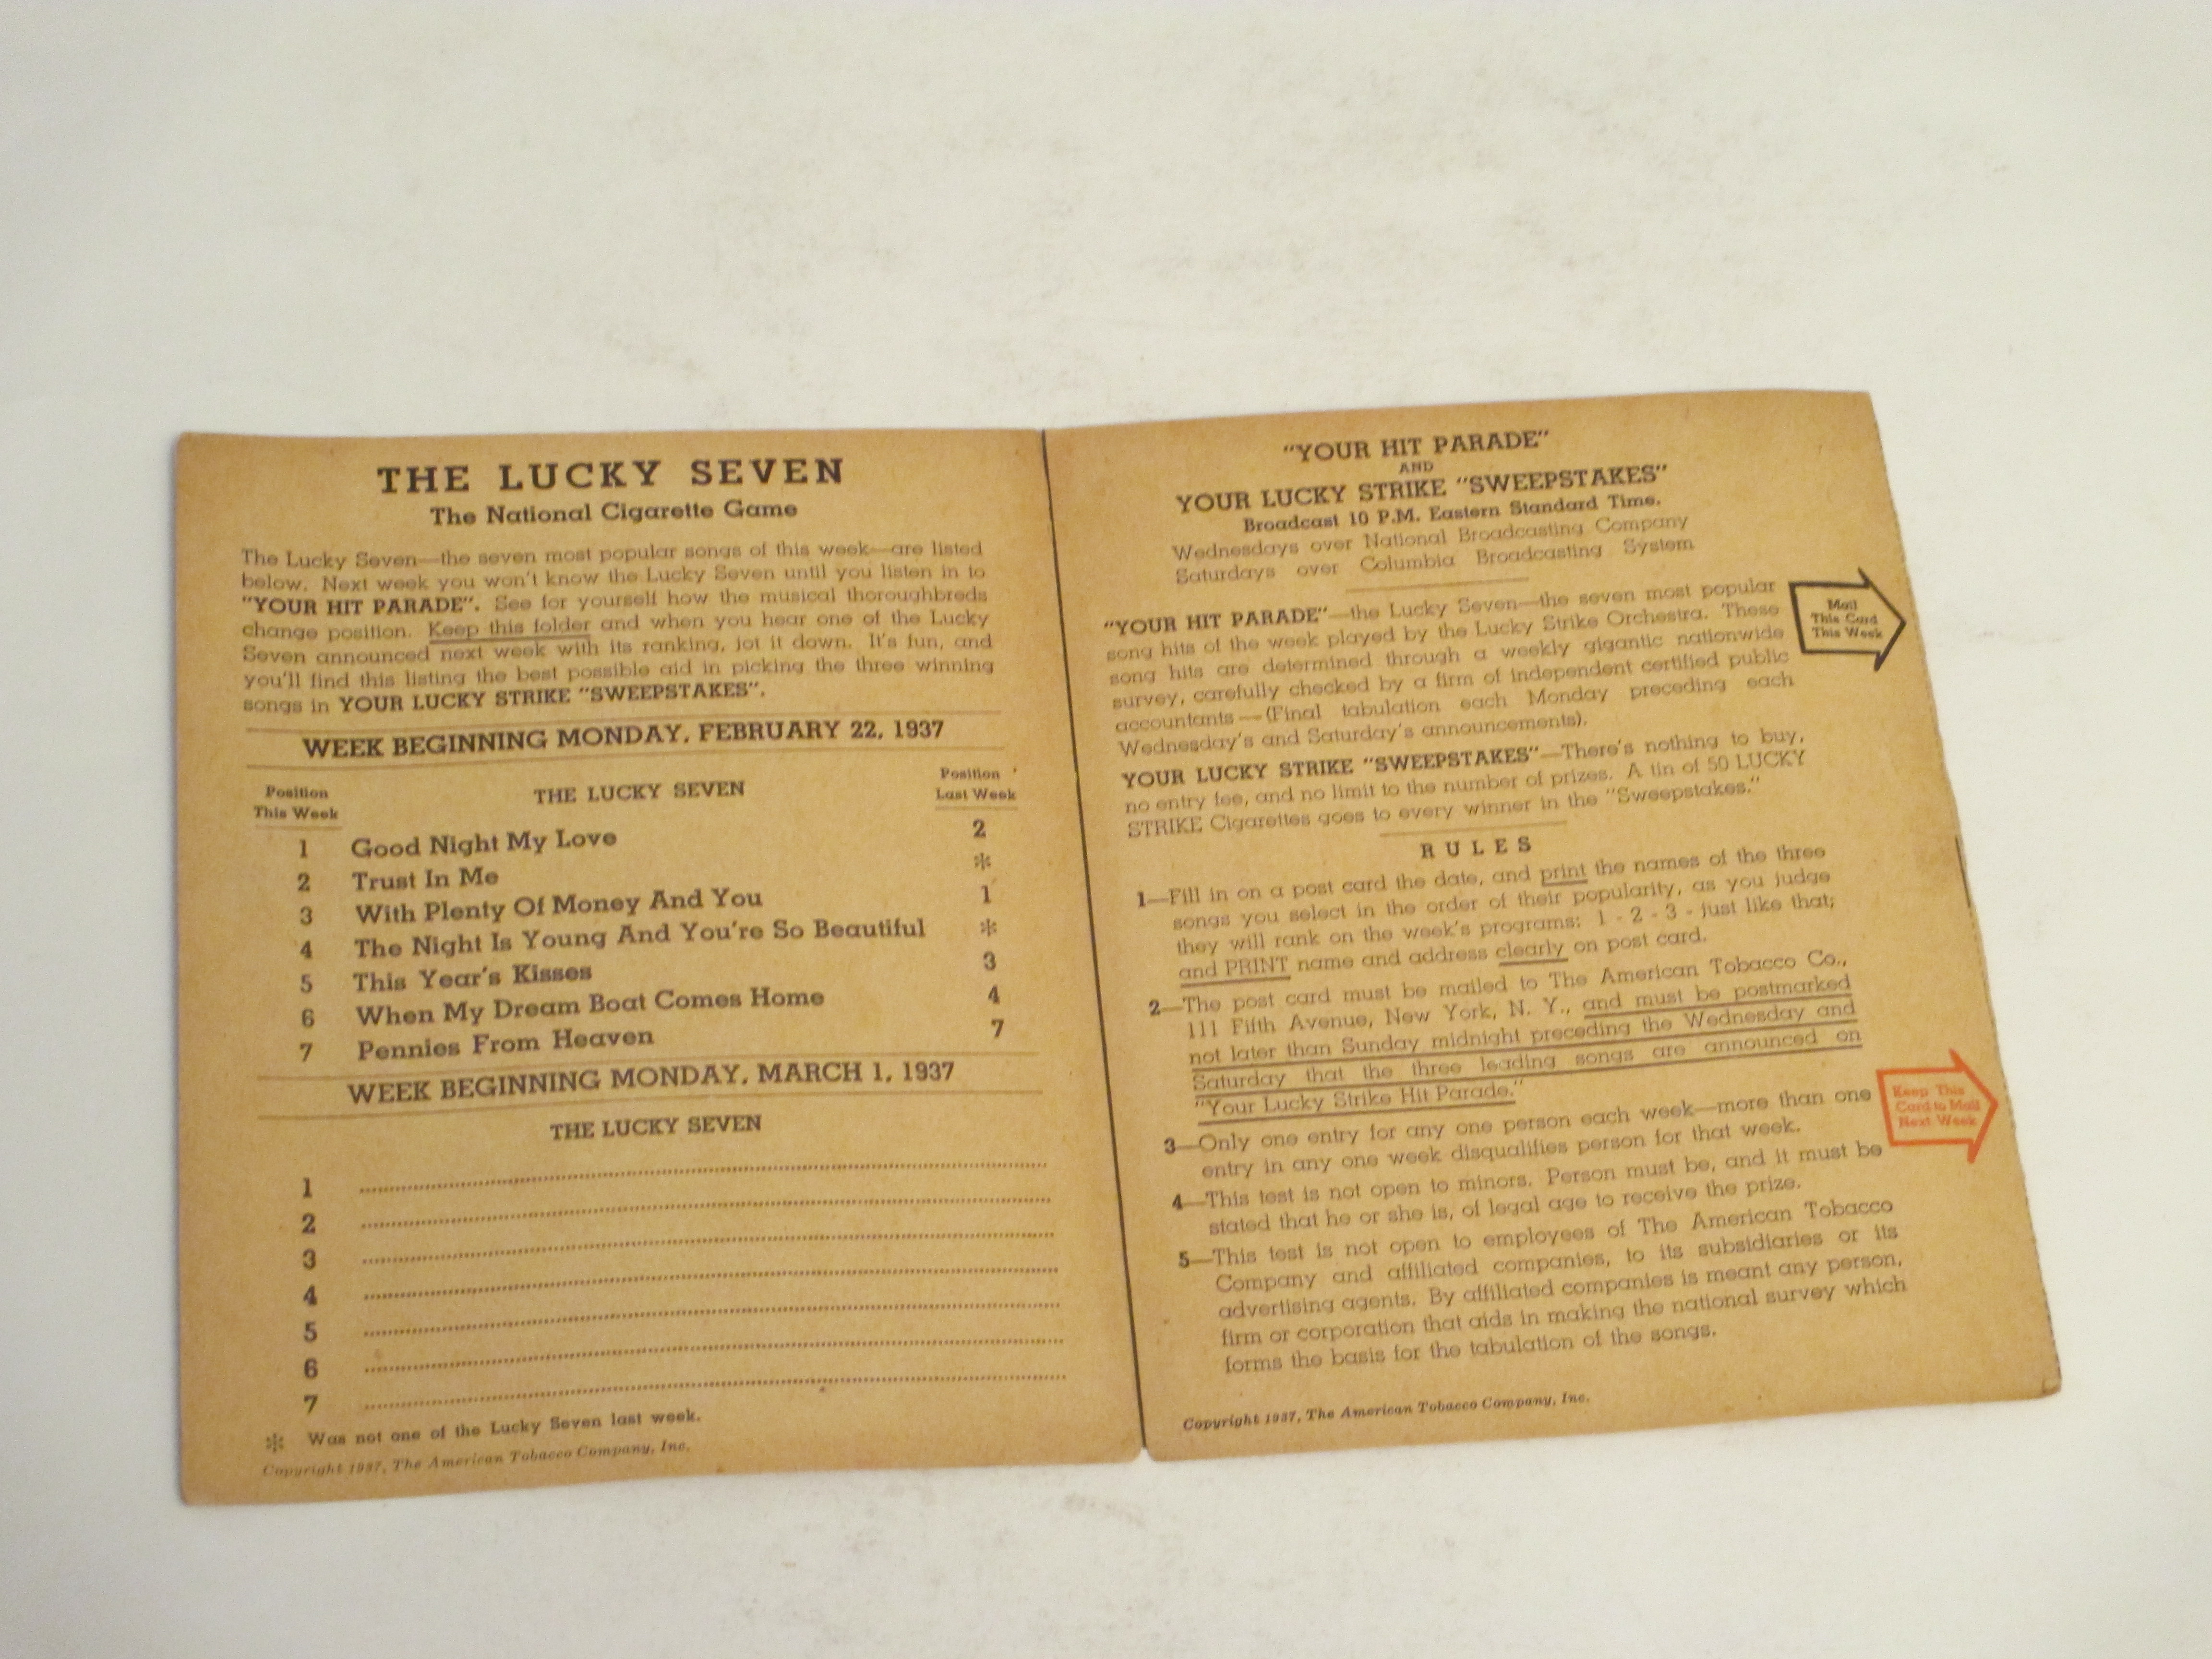 THE LUCKY SEVEN
The National Cigarette Game
The Lucky Seven—the seven most popular songs of this week—are listed
below. Next week you won't know the Lucky Seven until you listen in to
"YOUR HIT PARADE". See for yourself how the musical thoroughbreds
change position. Keep this folder and when you hear one of the Lucky
Seven announced next week with its ranking, jot it down. It's fun, and
you'll find this listing the best possible aid in picking the three winning
songs in YOUR LUCKY STRIKE "SWEEPSTAKES".
WEEK BEGINNING MONDAY, FEBRUARY 22, 1937
Position This Week THE LUCKY SEVEN Position Last Week
1 Good Night My Love 2
2 Trust In Me *
3 With Plenty Of Money And You 1
4 The Night Is Young And You're So Beautiful *
5 This Year's Kisses 3
6 When My Dream Boat Comes Home 4
7 Pennies From Heaven 7
WEEK BEGINNING MONDAY, MARCH 1, 1937
THE LUCKY SEVEN
1
2
3
4
5
6
7
* Was not one of the Lucky Seven last week.
Copyright 1937, The American Tobacco Company, Inc.
"YOUR HIT PARADE"
AND
YOUR LUCKY STRIKE "SWEEPSTAKES"
Broadcast 10 P.M. Eastern Standard Time.
Wednesdays over National Broadcasting Company
Saturdays over Columbia Broadcasting System
"YOUR HIT PARADE"—the Lucky Seven—the seven most popular
song hits of the week played by the Lucky Strike Orchestra. These
song hits are determined through a weekly gigantic nationwide
survey, carefully checked by a firm of independent certified public
accountants—(Final tabulation each Monday preceding each
Wednesday's and Saturday's announcements).
YOUR LUCKY STRIKE "SWEEPSTAKES"—There's nothing to buy,
no entry fee, and no limit to the number of prizes. A tin of 50 LUCKY
STRIKE Cigarettes goes to every winner in the "Sweepstakes."
RULES
1—Fill in on a post card the date, and print the names of the three
songs you select in the order of their popularity, as you judge
they will rank on the week's programs: 1 - 2 - 3 - just like that;
and PRINT name and address clearly on post card.
2—The post card must be mailed to The American Tobacco Co.,
111 Fifth Avenue, New York, N. Y., and must be postmarked
not later than Sunday midnight preceding the Wednesday and
Saturday that the three leading songs are announced on
"Your Lucky Strike Hit Parade."
3—Only one entry for any one person each week—more than one
entry in any one week disqualifies person for that week.
4—This test is not open to minors. Person must be, and it must be
stated that he or she is, of legal age to receive the prize.
5—This test is not open to employees of The American Tobacco
Company and affiliated companies, to its subsidiaries or its
advertising agents. By affiliated companies is meant any person,
firm or corporation that aids in making the national survey which
forms the basis for the tabulation of the songs.
Copyright 1937, The American Tobacco Company, Inc.
Mail
This Card
This Week
Keep This
Card to Mail
Next Week